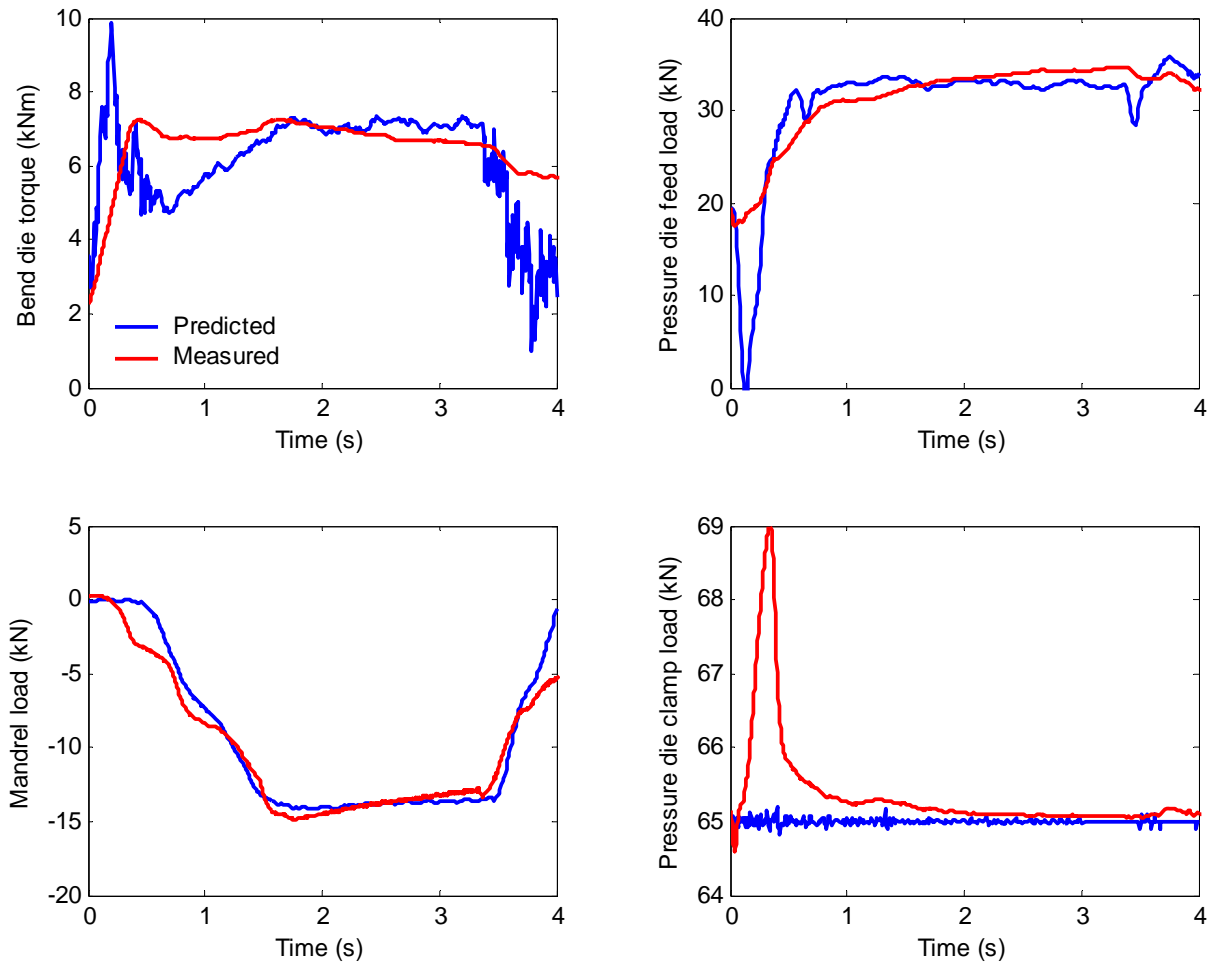 10
8
6
4
2
0
Bend die torque (kNm)
Predicted
Measured
0 1 2 3 4
Time (s)
40
30
20
10
0
Pressure die feed load (kN)
0 1 2 3 4
Time (s)
5
0
-5
-10
-15
-20
Mandrel load (kN)
0 1 2 3 4
Time (s)
69
68
67
66
65
64
Pressure die clamp load (kN)
0 1 2 3 4
Time (s)